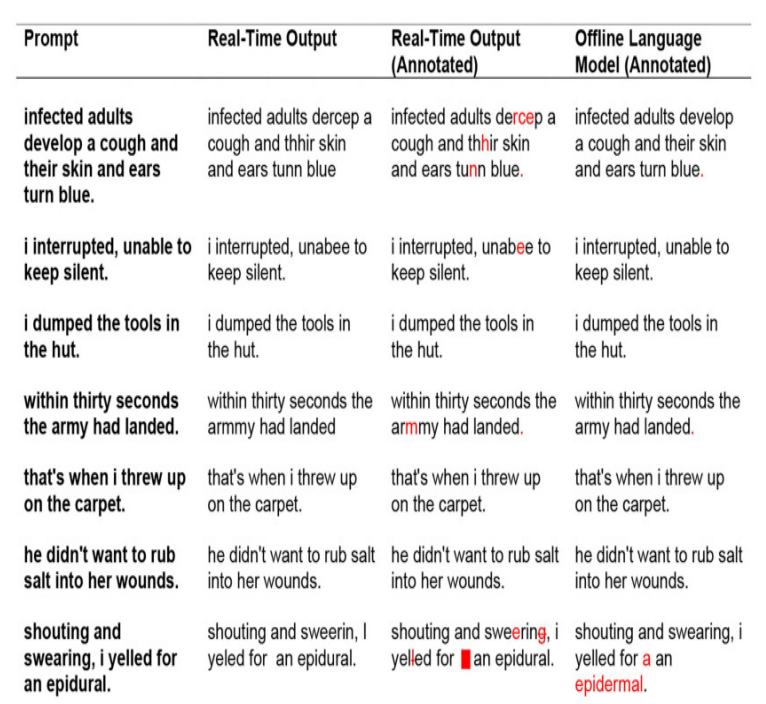 Prompt
Real-Time Output
Real-Time Output
(Annotated)
Offline Language
Model (Annotated)
infected adults
develop a cough and
their skin and ears
turn blue.
infected adults dercep a
cough and thhir skin
and ears tunn blue
infected adults dercep a
cough and thhir skin
and ears tunn blue.
infected adults develop
a cough and their skin
and ears turn blue.
i interrupted, unable to
keep silent.
i interrupted, unabee to
keep silent.
i interrupted, unabee to
keep silent.
i interrupted, unable to
keep silent.
i dumped the tools in
the hut.
i dumped the tools in
the hut.
i dumped the tools in
the hut.
i dumped the tools in
the hut.
within thirty seconds
the army had landed.
within thirty seconds the
armmy had landed
within thirty seconds the
armmy had landed.
within thirty seconds the
army had landed.
that's when i threw up
on the carpet.
that's when i threw up
on the carpet.
that's when i threw up
on the carpet.
that's when i threw up
on the carpet.
he didn't want to rub
salt into her wounds.
he didn't want to rub salt
into her wounds.
he didn't want to rub salt
into her wounds.
he didn't want to rub salt
into her wounds.
shouting and
swearing, i yelled for
an epidural.
shouting and sweerin, I
yeled for  an epidural.
shouting and sweering, i
yelled for an epidural.
shouting and swearing, i
yelled for a an
epidermal.